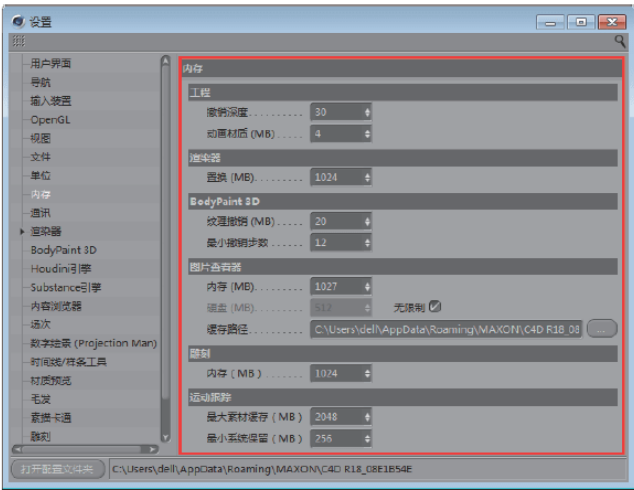 设置
用户界面
导航
输入装置
OpenGL
视图
文件
单位
内存
通讯
渲染器
BodyPaint 3D
Houdini引擎
Substance引擎
内容浏览器
场次
数字绘景 (Projection Man)
时间线/样条工具
材质预览
毛发
素描卡通
雕刻
内存
工程
撤销深度.......... 30
动画材质 (MB)..... 4
渲染器
置换 (MB)......... 1024
BodyPaint 3D
纹理撤销 (MB)..... 20
最小撤销步数...... 12
图片查看器
内存 (MB)......... 1027
磁盘 (MB)......... 512 无限制
缓存路径...... C:\Users\dell\AppData\Roaming\MAXON\C4D R18_08 ...
雕刻
内存 ( MB )....... 1024
运动跟踪
最大素材缓存 ( MB ) 2048
最小系统保留 ( MB ) 256
打开配置文件夹 C:\Users\dell\AppData\Roaming\MAXON\C4D R18_08E1B54E